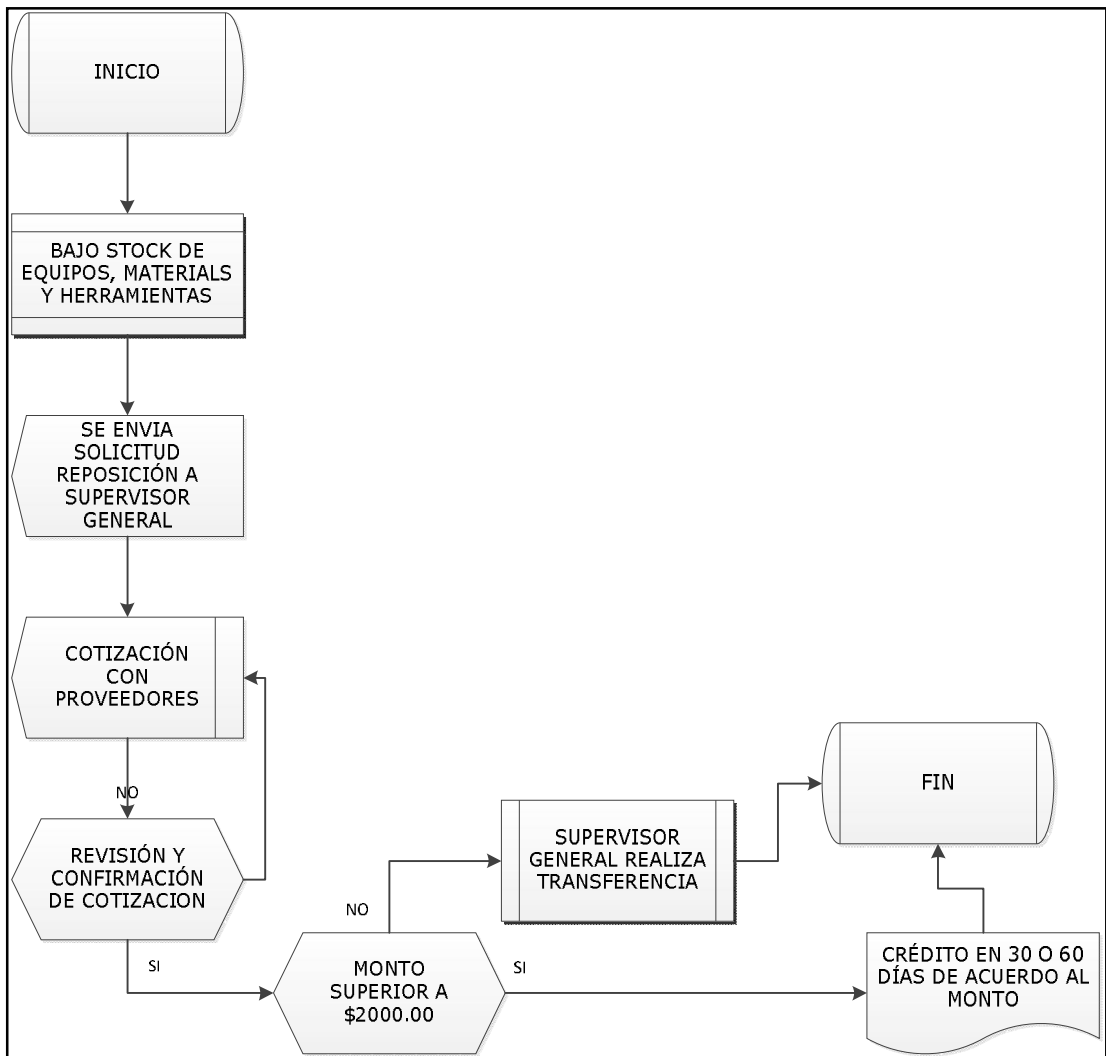 INICIO
BAJO STOCK DE
EQUIPOS, MATERIALS
Y HERRAMIENTAS
SE ENVIA
SOLICITUD
REPOSICIÓN A
SUPERVISOR
GENERAL
COTIZACIÓN
CON
PROVEEDORES
NO
REVISIÓN Y
CONFIRMACIÓN
DE COTIZACION
SI
MONTO
SUPERIOR A
$2000.00
NO
SUPERVISOR
GENERAL REALIZA
TRANSFERENCIA
SI
CRÉDITO EN 30 O 60
DÍAS DE ACUERDO AL
MONTO
FIN